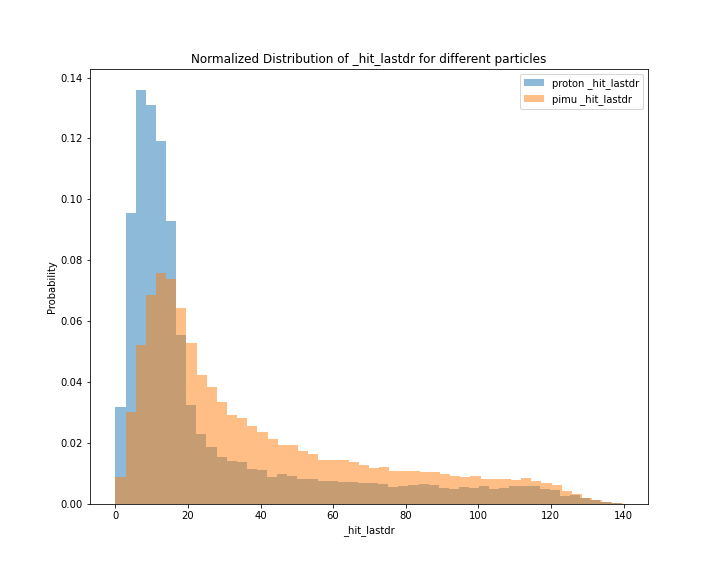 Normalized Distribution of _hit_lastdr for different particles
proton _hit_lastdr
pimu _hit_lastdr
Probability
0.14
0.12
0.10
0.08
0.06
0.04
0.02
0.00
0 20 40 60 80 100 120 140
_hit_lastdr